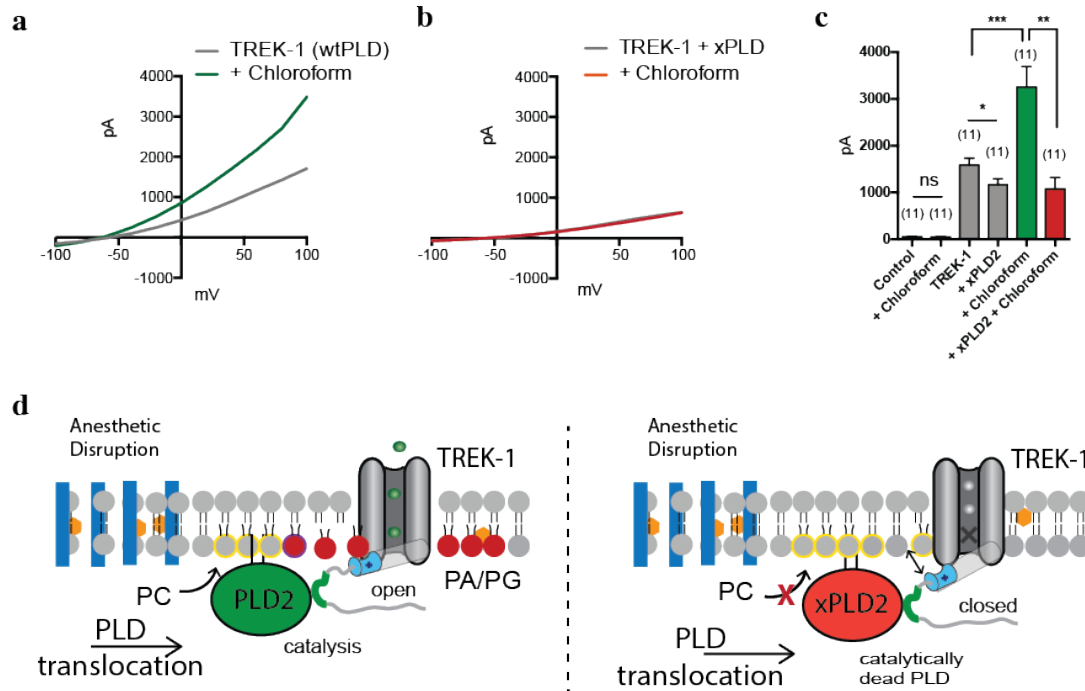 a
TREK-1 (wtPLD)
+ Chloroform
4000
3000
2000
1000
-1000
pA
-100
-50
50
100
mV
b
TREK-1 + xPLD
+ Chloroform
4000
3000
2000
1000
-1000
pA
-100
-50
50
100
mV
c
***
**
*
ns
(11)
(11)
(11)
(11)
(11)
(11)
4000
3000
2000
1000
0
pA
Control
+ Chloroform
TREK-1
+ xPLD2
+ Chloroform
+ xPLD2 + Chloroform
d
Anesthetic
Disruption
TREK-1
PC
PLD2
open
PA/PG
catalysis
PLD
translocation
Anesthetic
Disruption
TREK-1
PC
X
xPLD2
closed
catalytically
dead PLD
PLD
translocation